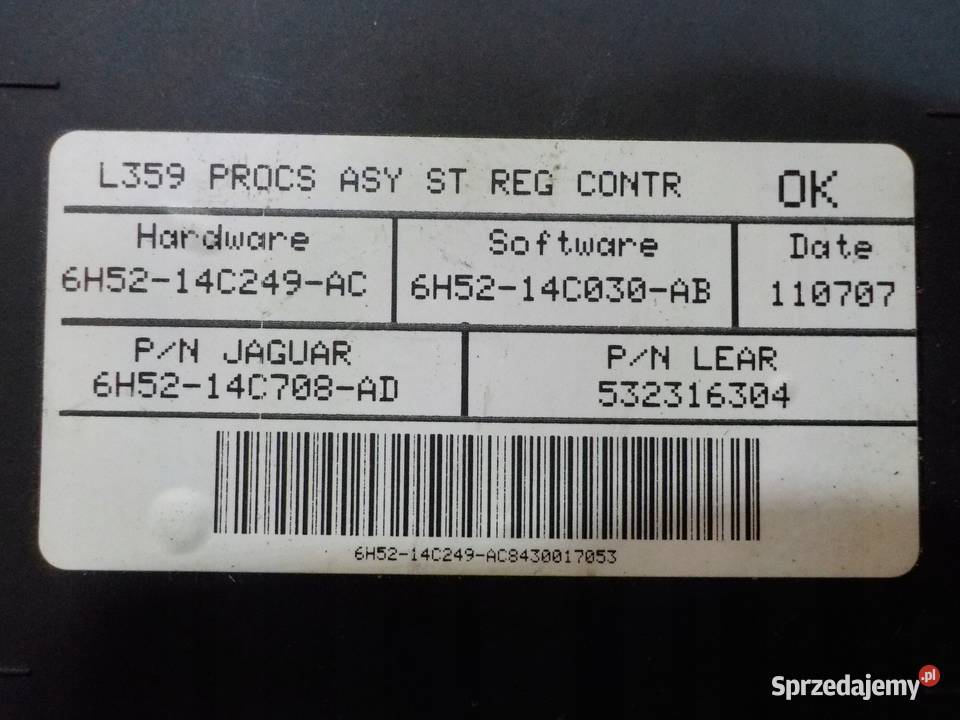 L359 PROCS ASY ST REG CONTR OK
Hardware Software Date
6H52-14C249-AC 6H52-14C030-AB 110707
P/N JAGUAR P/N LEAR
6H52-14C708-AD 532316304
6H52-14C249-AC8430017053
Sprzedajemy.pl